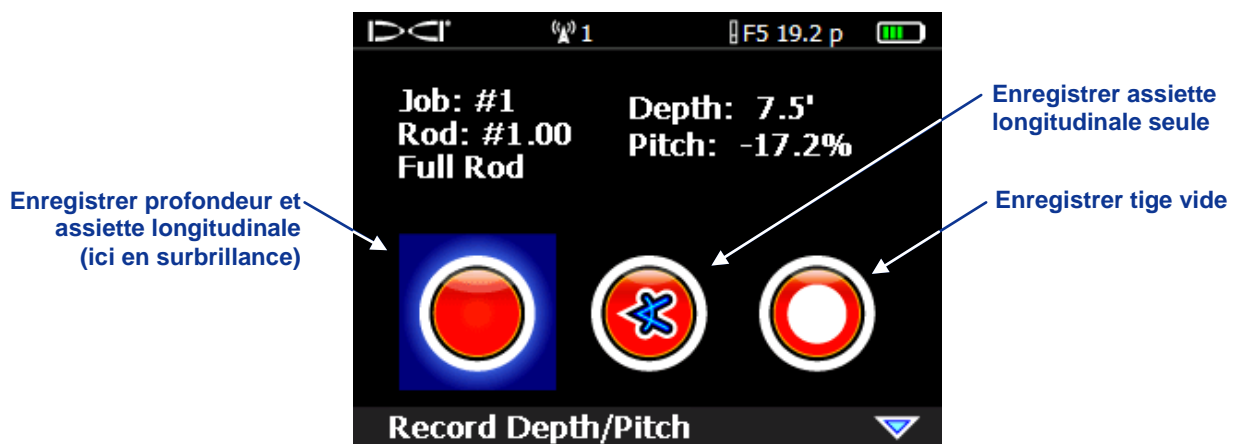 DCI
1
F5 19.2 p
Job: #1
Rod: #1.00
Full Rod
Depth: 7.5'
Pitch: -17.2%
Enregistrer assiette
longitudinale seule
Enregistrer profondeur et
assiette longitudinale
(ici en surbrillance)
Enregistrer tige vide
Record Depth/Pitch